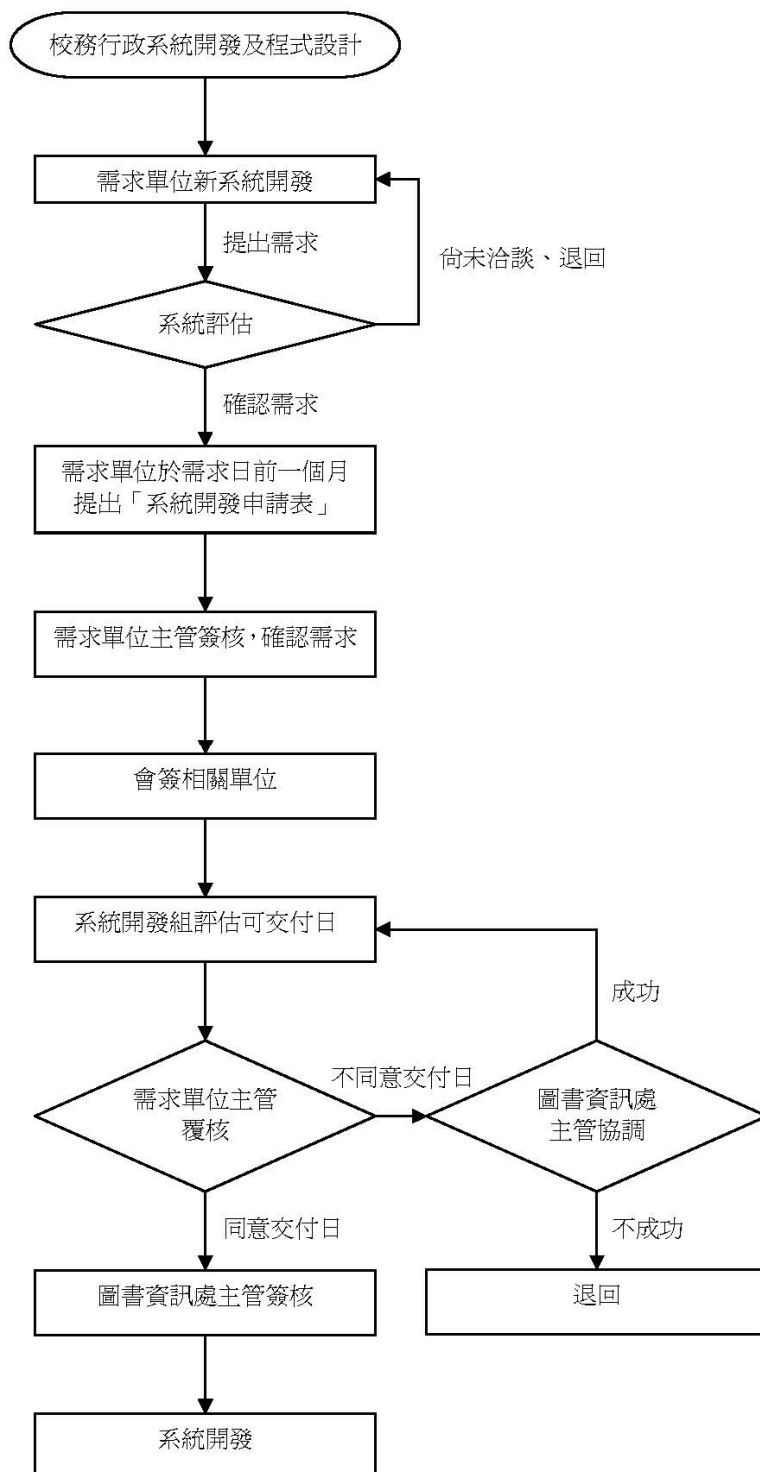 校務行政系統開發及程式設計
需求單位新系統開發
提出需求
尚未洽談、退回
系統評估
確認需求
需求單位於需求日前一個月
提出「系統開發申請表」
需求單位主管簽核，確認需求
會簽相關單位
系統開發組評估可交付日
成功
不同意交付日
需求單位主管
覆核
圖書資訊處
主管協調
同意交付日
不成功
圖書資訊處主管簽核
退回
系統開發